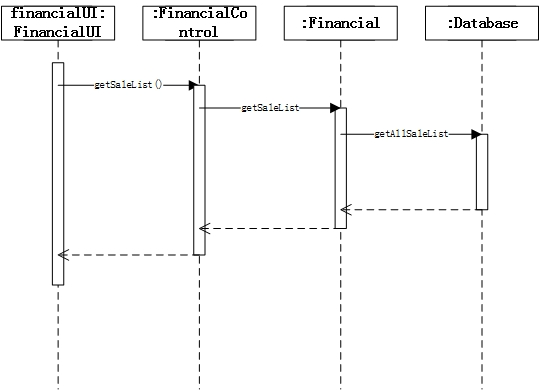 financialUI:
FinancialUI
:FinancialCo
ntrol
:Financial
:Database
getSaleList()
getSaleList
getAllSaleList